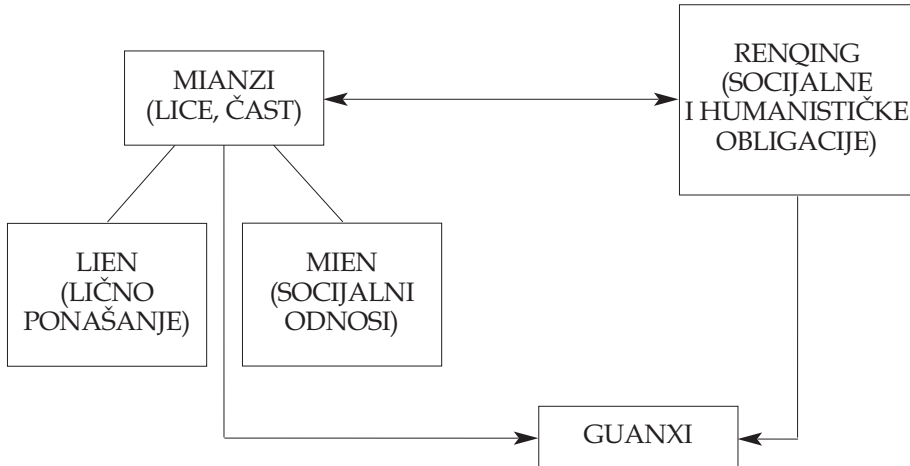 MIANZI
(LICE, ČAST)
RENQING
(SOCIJALNE
I HUMANISTIČKE
OBLIGACIJE)
LIEN
(LIČNO
PONAŠANJE)
MIEN
(SOCIJALNI
ODNOSI)
GUANXI